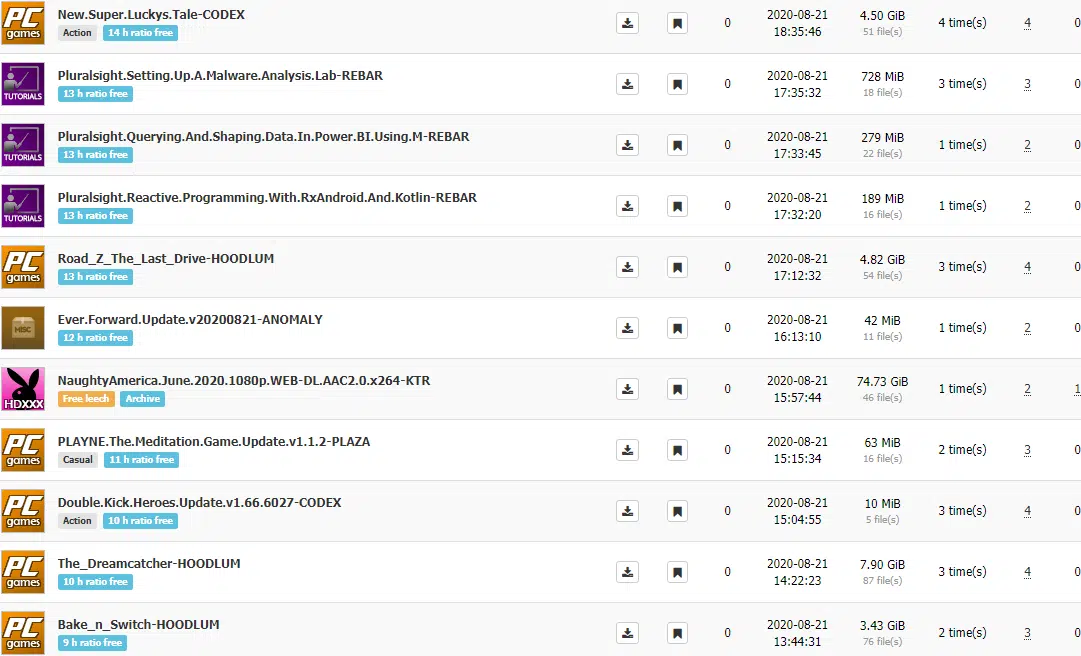 PC games
New.Super.Luckys.Tale-CODEX
Action 14 h ratio free
0
2020-08-21
18:35:46
4.50 GiB
51 file(s)
4 time(s)
4
0
TUTORIALS
Pluralsight.Setting.Up.A.Malware.Analysis.Lab-REBAR
13 h ratio free
0
2020-08-21
17:35:32
728 MiB
18 file(s)
3 time(s)
3
0
TUTORIALS
Pluralsight.Querying.And.Shaping.Data.In.Power.BI.Using.M-REBAR
13 h ratio free
0
2020-08-21
17:33:45
279 MiB
22 file(s)
1 time(s)
2
0
TUTORIALS
Pluralsight.Reactive.Programming.With.RxAndroid.And.Kotlin-REBAR
13 h ratio free
0
2020-08-21
17:32:20
189 MiB
16 file(s)
1 time(s)
2
0
PC games
Road_Z_The_Last_Drive-HOODLUM
13 h ratio free
0
2020-08-21
17:12:32
4.82 GiB
54 file(s)
3 time(s)
4
0
MISC
Ever.Forward.Update.v20200821-ANOMALY
12 h ratio free
0
2020-08-21
16:13:10
42 MiB
11 file(s)
1 time(s)
2
0
HDXXX
NaughtyAmerica.June.2020.1080p.WEB-DL.AAC2.0.x264-KTR
Free leech Archive
0
2020-08-21
15:57:44
74.73 GiB
46 file(s)
1 time(s)
2
1
PC games
PLAYNE.The.Meditation.Game.Update.v1.1.2-PLAZA
Casual 11 h ratio free
0
2020-08-21
15:15:34
63 MiB
16 file(s)
2 time(s)
3
0
PC games
Double.Kick.Heroes.Update.v1.66.6027-CODEX
Action 10 h ratio free
0
2020-08-21
15:04:55
10 MiB
5 file(s)
3 time(s)
4
0
PC games
The_Dreamcatcher-HOODLUM
10 h ratio free
0
2020-08-21
14:22:23
7.90 GiB
87 file(s)
3 time(s)
4
0
PC games
Bake_n_Switch-HOODLUM
9 h ratio free
0
2020-08-21
13:44:31
3.43 GiB
76 file(s)
2 time(s)
3
0